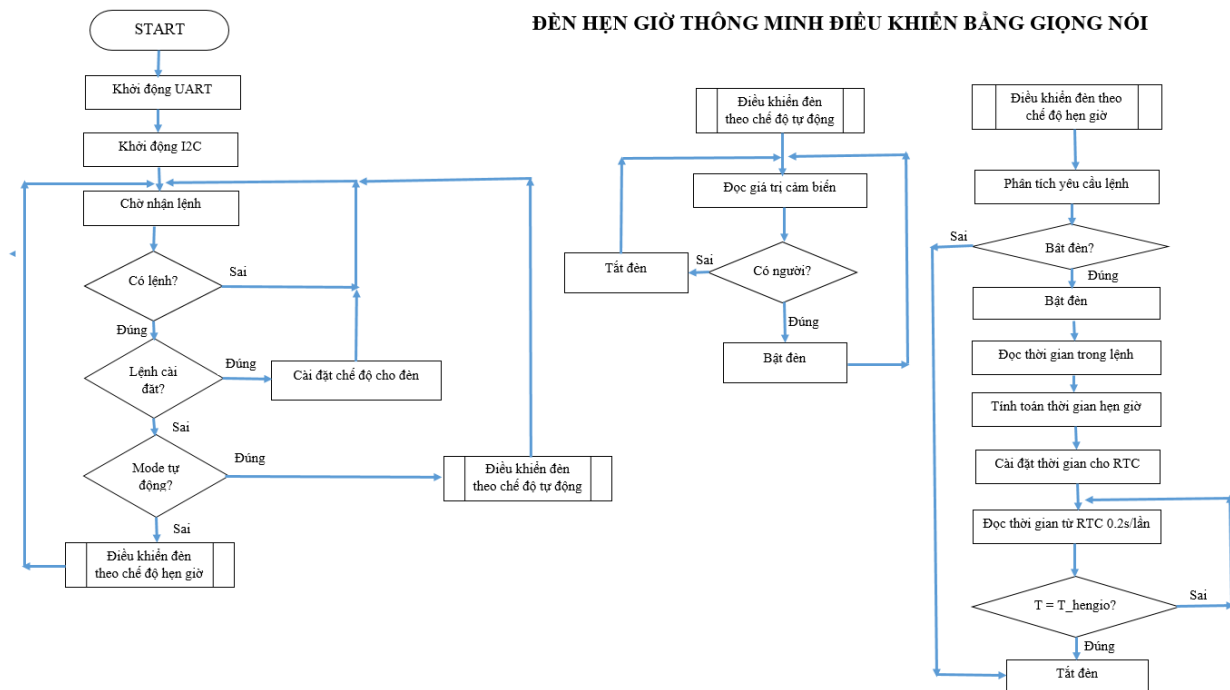 ĐÈN HẸN GIỜ THÔNG MINH ĐIỀU KHIỂN BẰNG GIỌNG NÓI
START
Khởi động UART
Khởi động I2C
Chờ nhận lệnh
Có lệnh?
Sai
Đúng
Lệnh cài
đăt?
Đúng
Cài đặt chế độ cho đèn
Sai
Mode tự
động?
Đúng
Điều khiển đèn
theo chế độ tự động
Sai
Điều khiển đèn
theo chế độ hẹn giờ
Điều khiển đèn
theo chế độ tự động
Đọc giá trị cảm biến
Có người?
Sai
Tắt đèn
Đúng
Bật đèn
Điều khiển đèn theo
chế độ hẹn giờ
Phân tích yêu cầu lệnh
Bât đèn?
Sai
Đúng
Bật đèn
Đọc thời gian trong lệnh
Tính toán thời gian hẹn giờ
Cài đặt thời gian cho RTC
Đọc thời gian từ RTC 0.2s/lần
T = T_hengio?
Sai
Đúng
Tắt đèn